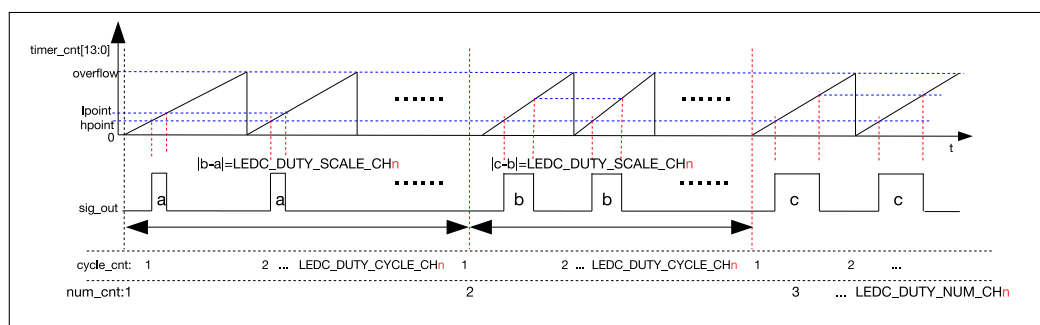 timer_cnt[13:0]
overflow
lpoint
hpoint
0
t
|b-a|=LEDC_DUTY_SCALE_CHn |c-b|=LEDC_DUTY_SCALE_CHn
sig_out a a b b c c
cycle_cnt: 1 2 ... LEDC_DUTY_CYCLE_CHn 1 2 ... LEDC_DUTY_CYCLE_CHn 1 2 ...
num_cnt:1 2 3 ... LEDC_DUTY_NUM_CHn